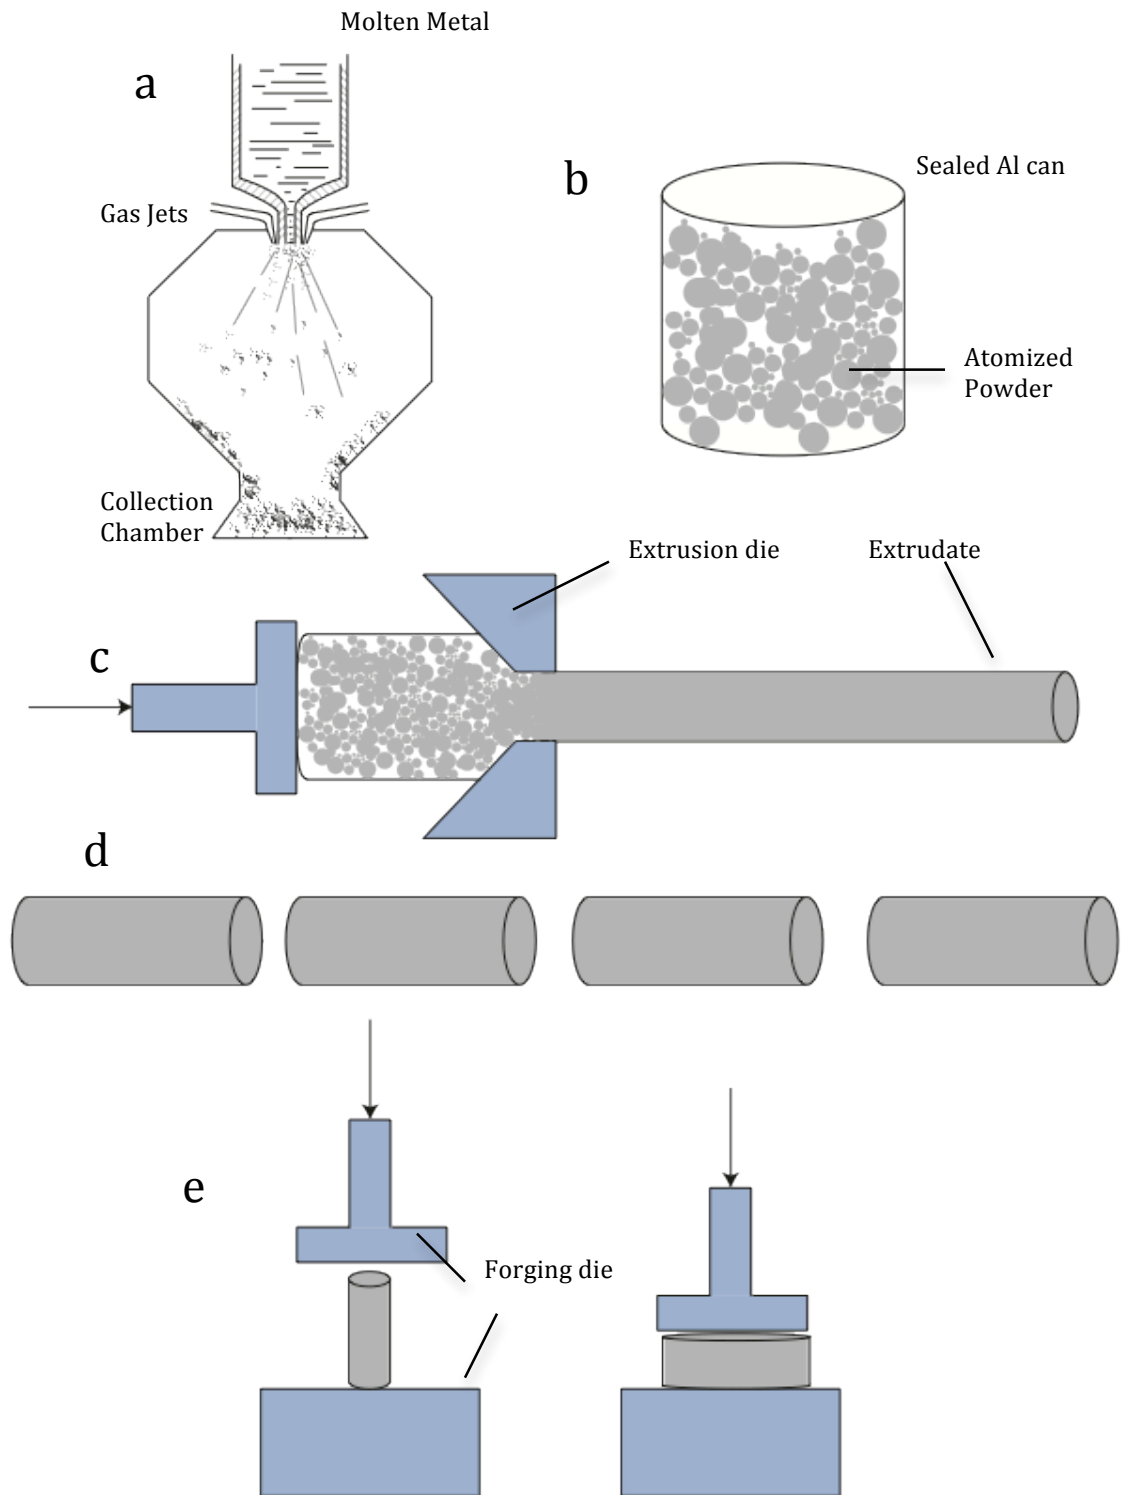 Molten Metal
a
Gas Jets
Collection
Chamber
b
Sealed Al can
Atomized
Powder
Extrusion die
Extrudate
c
d
e
Forging die